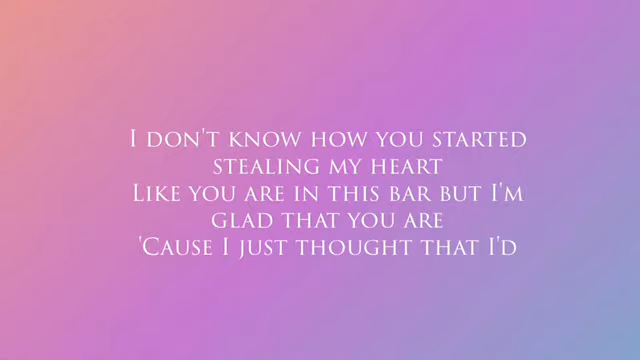 I don't know how you started
stealing my heart
Like you are in this bar but I'm
glad that you are
'Cause I just thought that I'd